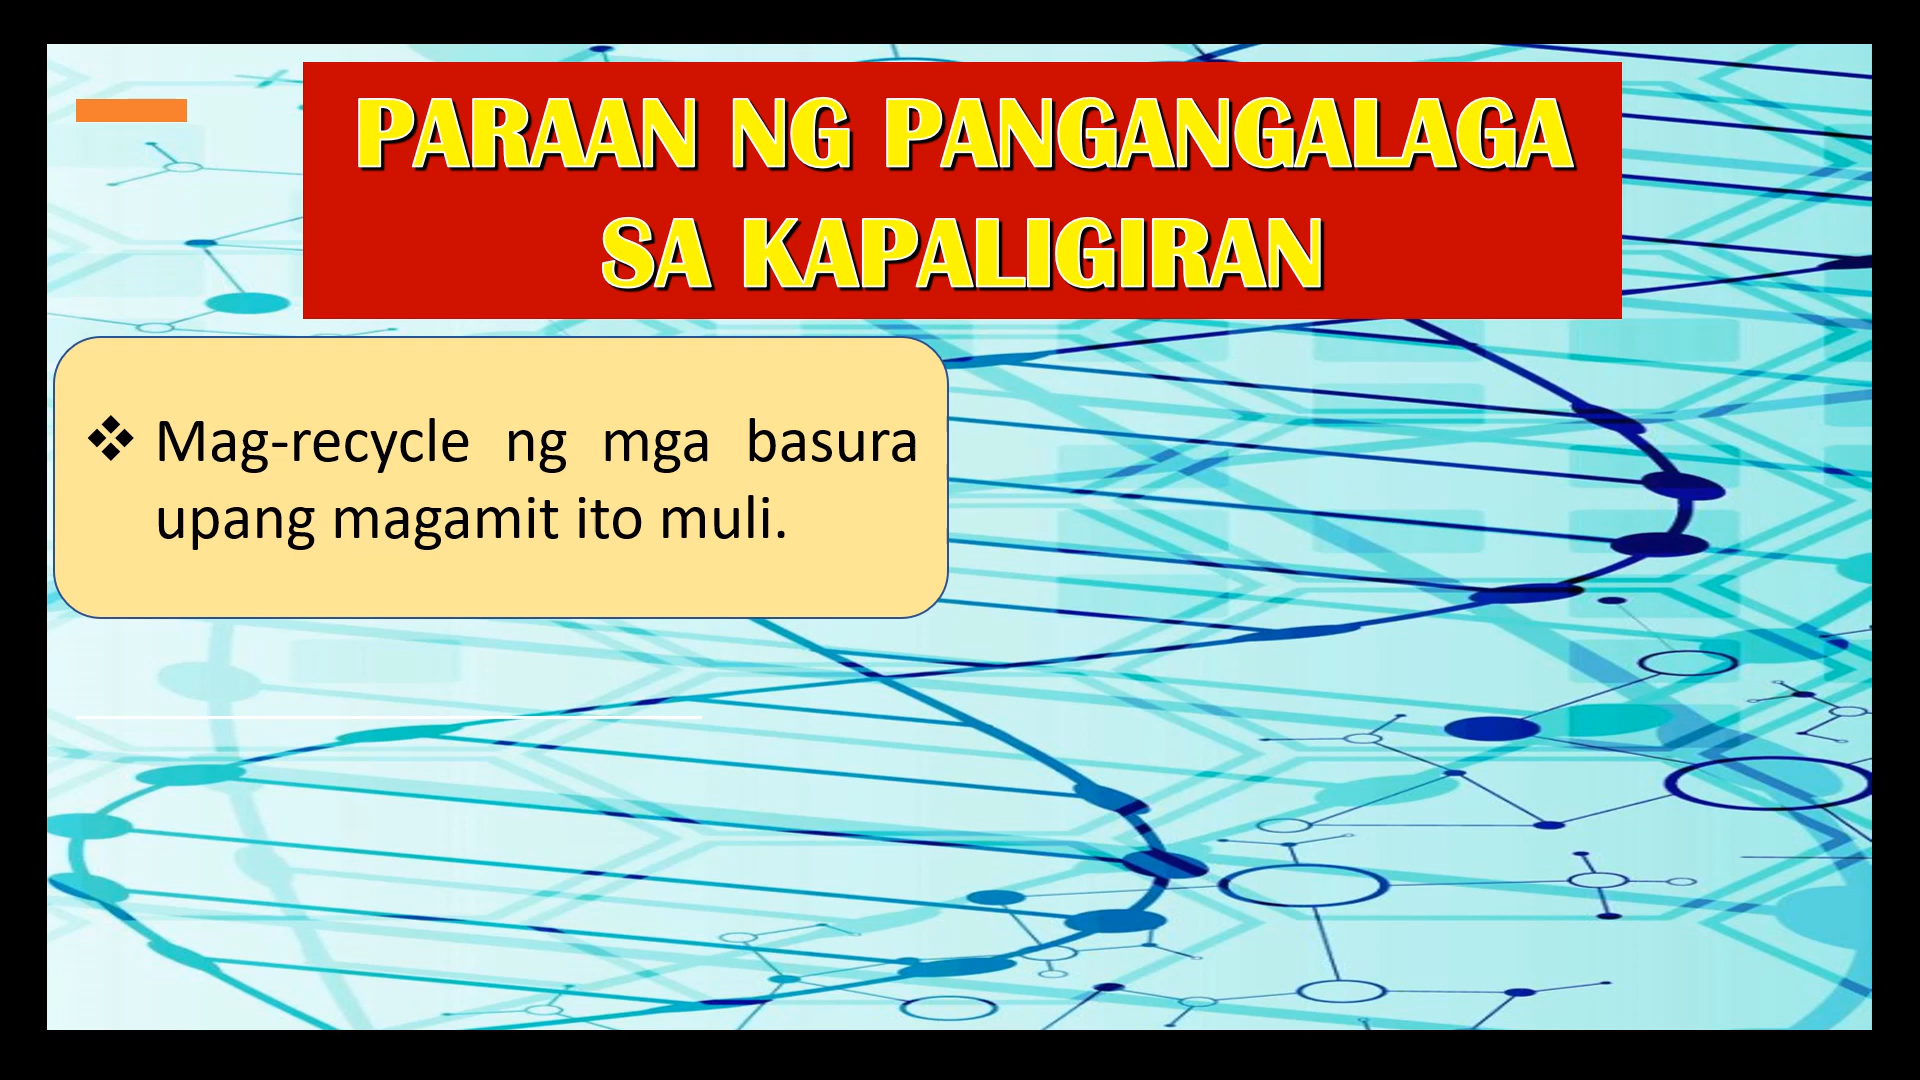 PARAAN NG PANGANGALAGA
SA KAPALIGIRAN
❖ Mag-recycle ng mga basura
upang magamit ito muli.